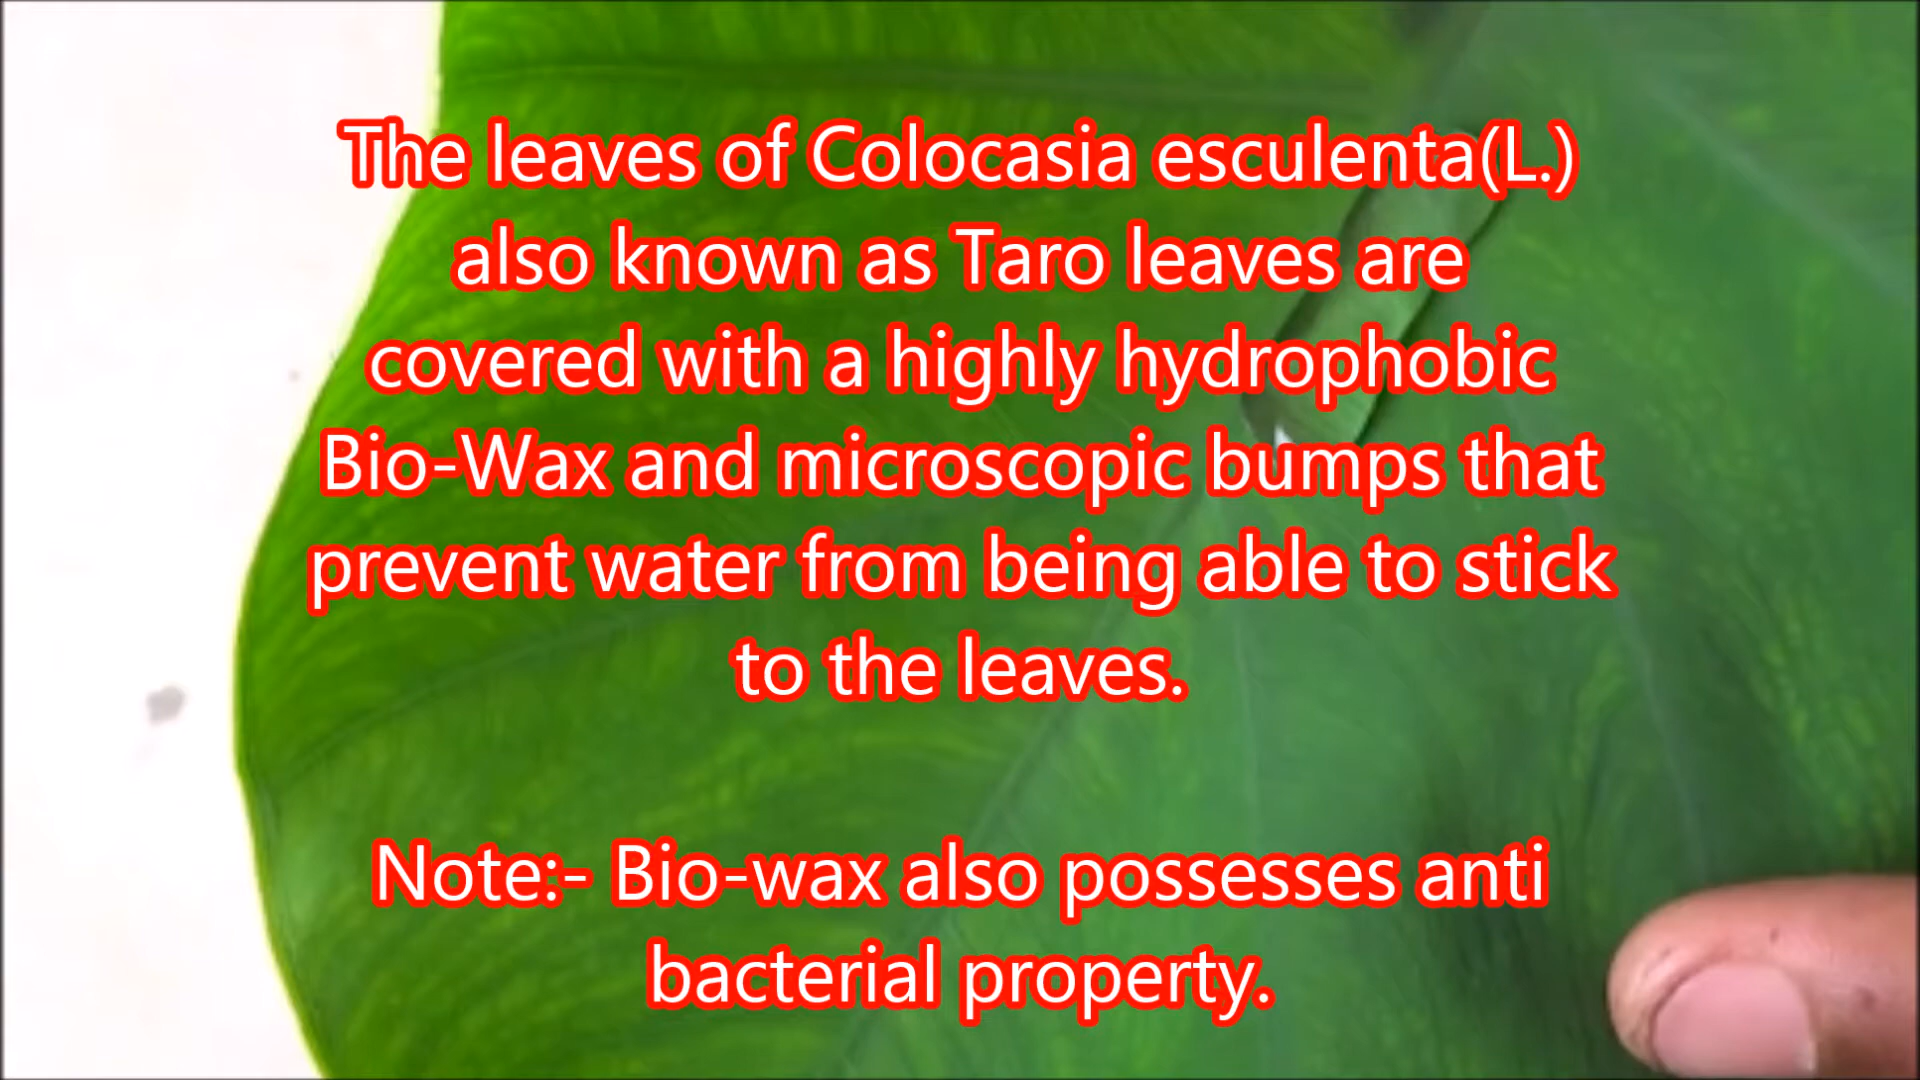 The leaves of Colocasia esculenta(L.)
also known as Taro leaves are
covered with a highly hydrophobic
Bio-Wax and microscopic bumps that
prevent water from being able to stick
to the leaves.
Note:- Bio-wax also possesses anti
bacterial property.